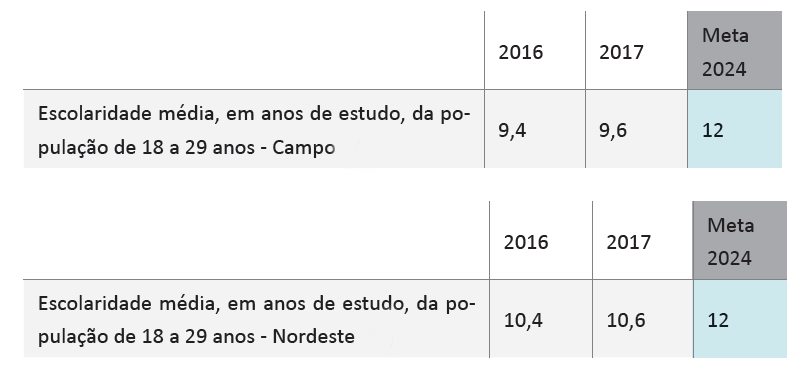 2016 2017 Meta 2024
Escolaridade média, em anos de estudo, da po-
pulação de 18 a 29 anos - Campo 9,4 9,6 12
2016 2017 Meta 2024
Escolaridade média, em anos de estudo, da po-
pulação de 18 a 29 anos - Nordeste 10,4 10,6 12